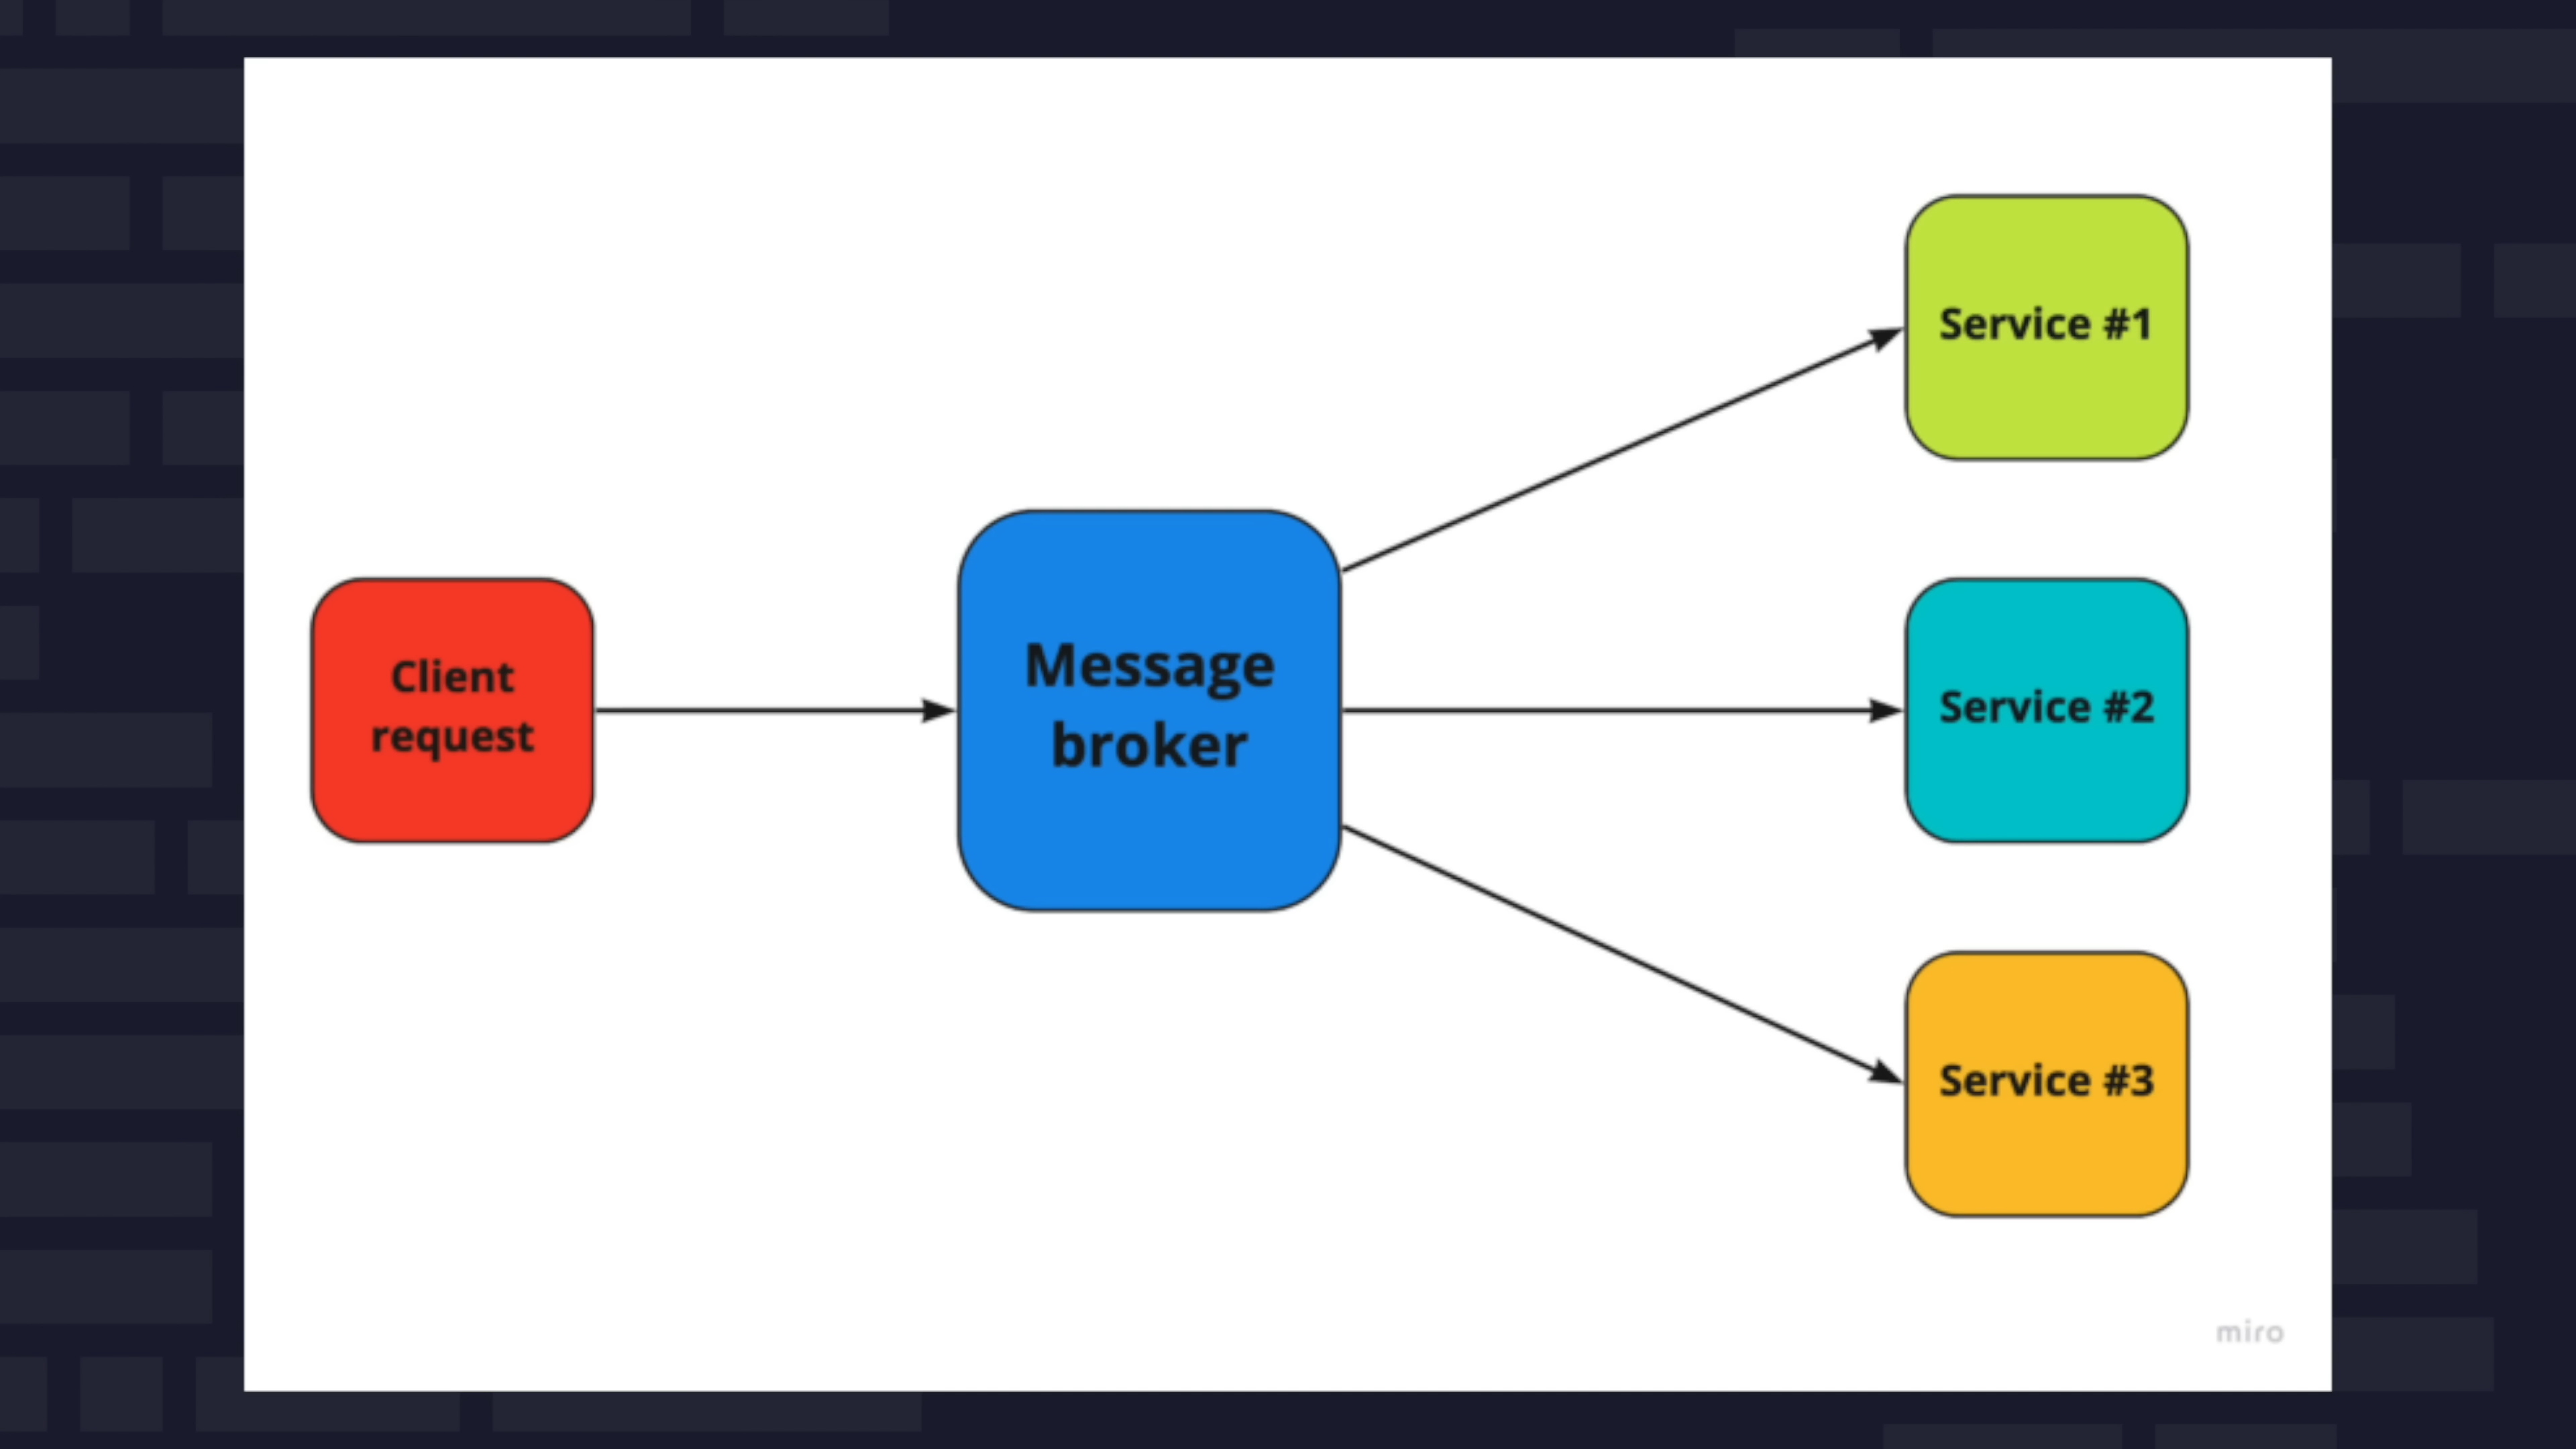 Client
request
Message
broker
Service #1
Service #2
Service #3
miro